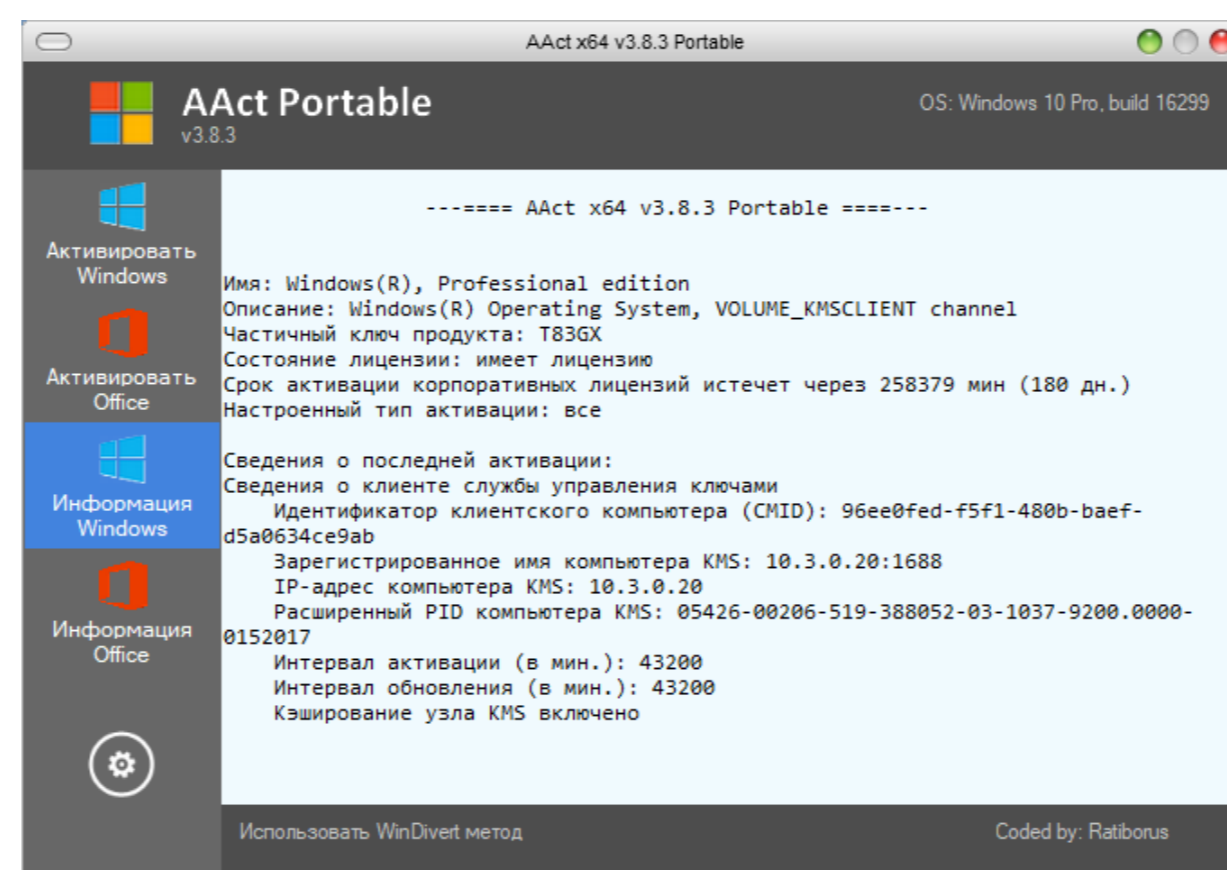 AAct x64 v3.8.3 Portable
AAct Portable
v3.8.3
OS: Windows 10 Pro, build 16299
Активировать
Windows
Активировать
Office
Информация
Windows
Информация
Office
---==== AAct x64 v3.8.3 Portable ====---
Имя: Windows(R), Professional edition
Описание: Windows(R) Operating System, VOLUME_KMSCLIENT channel
Частичный ключ продукта: T83GX
Состояние лицензии: имеет лицензию
Срок активации корпоративных лицензий истечет через 258379 мин (180 дн.)
Настроенный тип активации: все
Сведения о последней активации:
Сведения о клиенте службы управления ключами
Идентификатор клиентского компьютера (CMID): 96ee0fed-f5f1-480b-baef-
d5a0634ce9ab
Зарегистрированное имя компьютера KMS: 10.3.0.20:1688
IP-адрес компьютера KMS: 10.3.0.20
Расширенный PID компьютера KMS: 05426-00206-519-388052-03-1037-9200.0000-
0152017
Интервал активации (в мин.): 43200
Интервал обновления (в мин.): 43200
Кэширование узла KMS включено
Использовать WinDivert метод
Coded by: Ratiborus